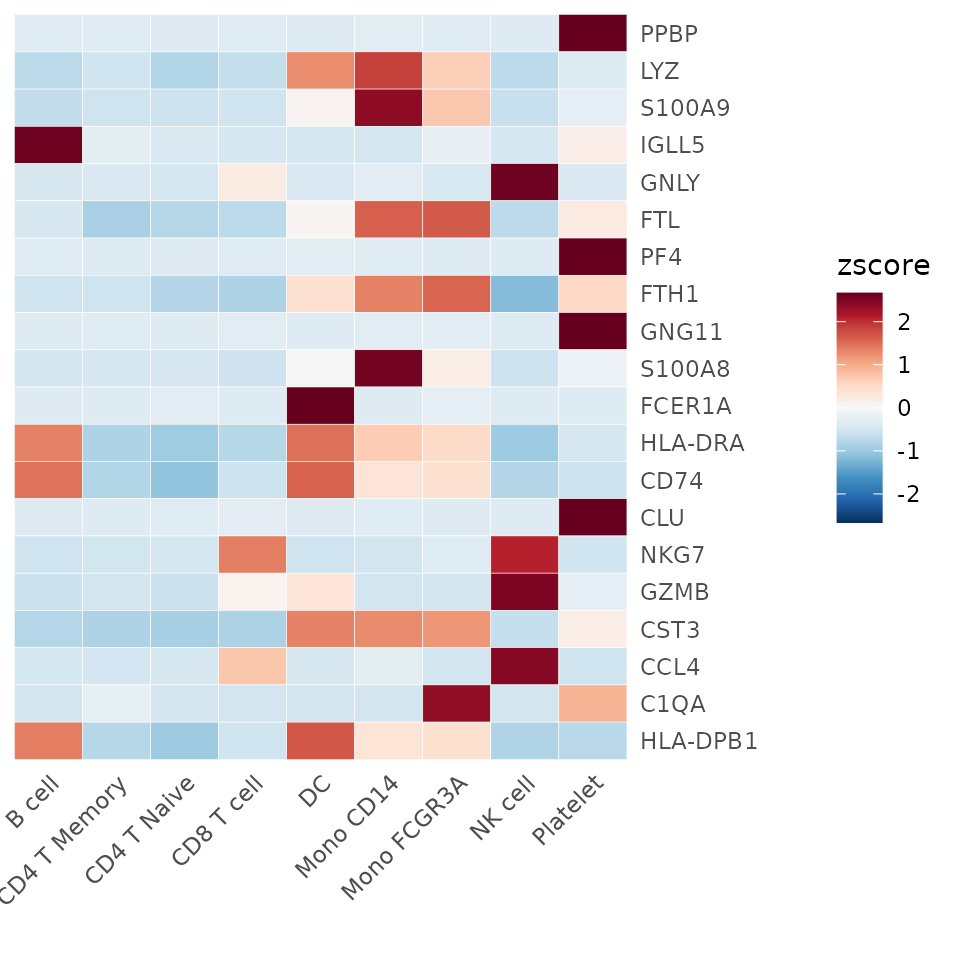 PPBP
LYZ
S100A9
IGLL5
GNLY
FTL
PF4
FTH1
GNG11
S100A8
FCER1A
HLA-DRA
CD74
CLU
NKG7
GZMB
CST3
CCL4
C1QA
HLA-DPB1
zscore
2
1
0
-1
-2
B cell
CD4 T Memory
CD4 T Naive
CD8 T cell
DC
Mono CD14
Mono FCGR3A
NK cell
Platelet